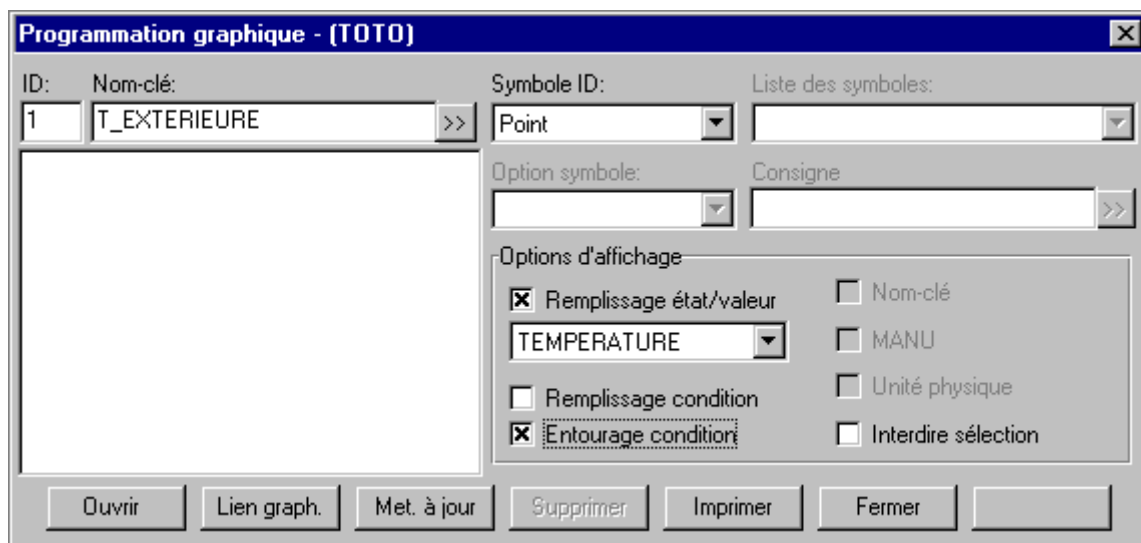 Programmation graphique - (TOTO)
ID: Nom-clé: Symbole ID: Liste des symboles:
1 T_EXTERIEURE >> Point
Option symbole: Consigne
>>
Options d'affichage
Remplissage état/valeur Nom-clé
TEMPERATURE MANU
Unité physique
Remplissage condition
Entourage condition Interdire sélection
Ouvrir Lien graph. Met. à jour Supprimer Imprimer Fermer